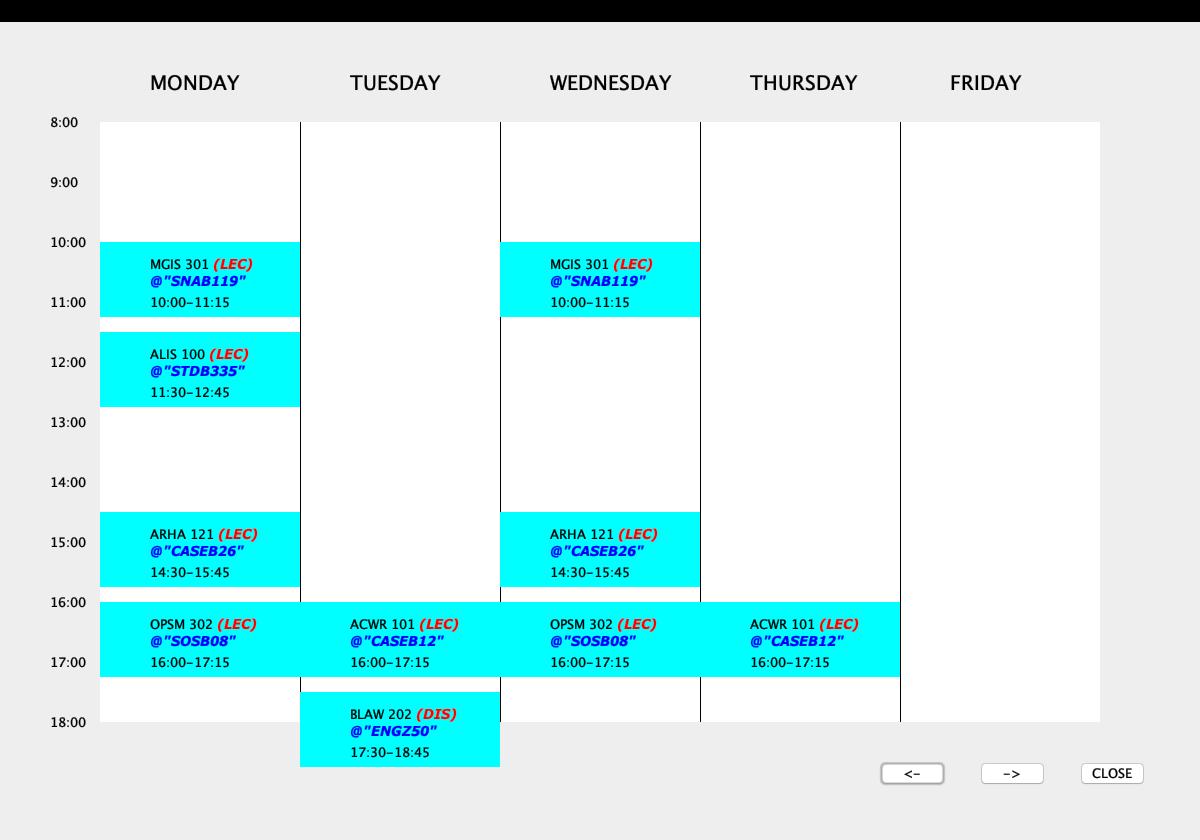 MONDAY TUESDAY WEDNESDAY THURSDAY FRIDAY
8:00
9:00
10:00
MGIS 301 (LEC) MGIS 301 (LEC)
@"SNAB119" @"SNAB119"
11:00 10:00-11:15 10:00-11:15
ALIS 100 (LEC)
12:00
@"STDB335"
11:30-12:45
13:00
14:00
ARHA 121 (LEC) ARHA 121 (LEC)
15:00
@"CASEB26" @"CASEB26"
14:30-15:45 14:30-15:45
16:00
OPSM 302 (LEC) ACWR 101 (LEC) OPSM 302 (LEC) ACWR 101 (LEC)
@"SOSB08" @"CASEB12" @"SOSB08" @"CASEB12"
17:00 16:00-17:15 16:00-17:15 16:00-17:15 16:00-17:15
BLAW 202 (DIS)
18:00
@"ENGZ50"
17:30-18:45
<- -> CLOSE